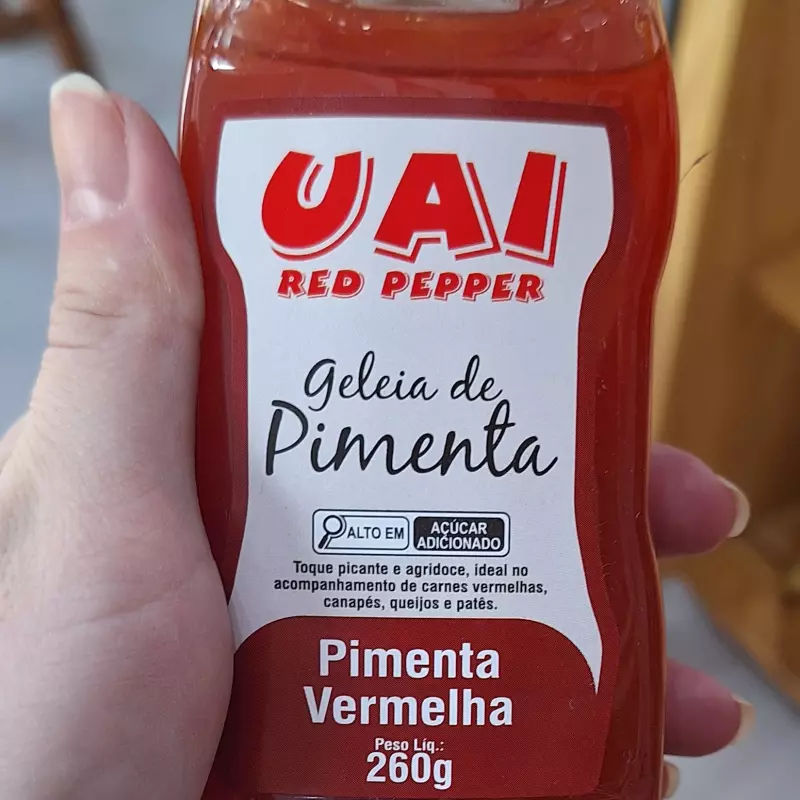 UAI
RED PEPPER
Geleia de
Pimenta
ALTO EM
AÇÚCAR
ADICIONADO
Toque picante e agridoce, ideal no
acompanhamento de carnes vermelhas,
canapés, queijos e patês.
Pimenta
Vermelha
Peso Líq.:
260g